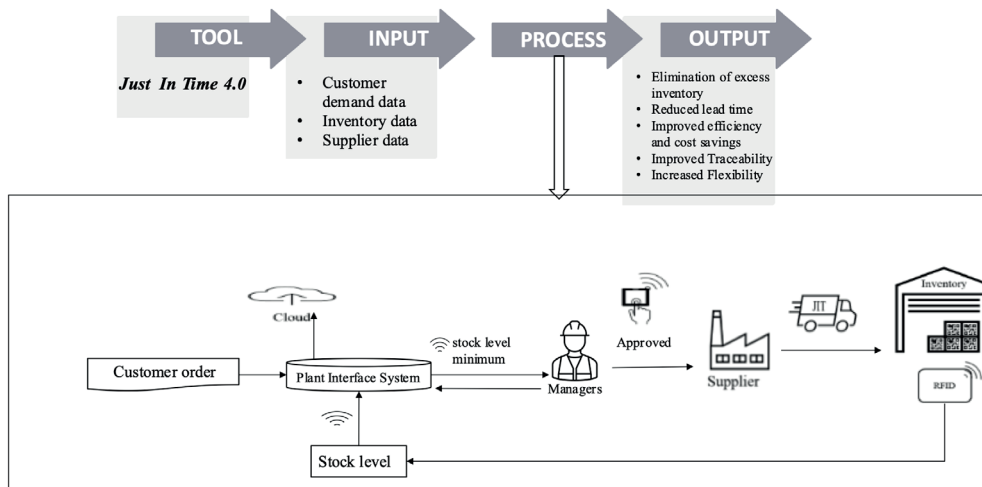 TOOL
INPUT
PROCESS
OUTPUT
Just In Time 4.0
• Customer
demand data
• Inventory data
• Supplier data
• Elimination of excess
inventory
• Reduced lead time
• Improved efficiency
and cost savings
• Improved Traceability
• Increased Flexibility
Cloud
Customer order
Plant Interface System
stock level
minimum
Managers
Approved
Supplier
JIT
Inventory
RFID
Stock level